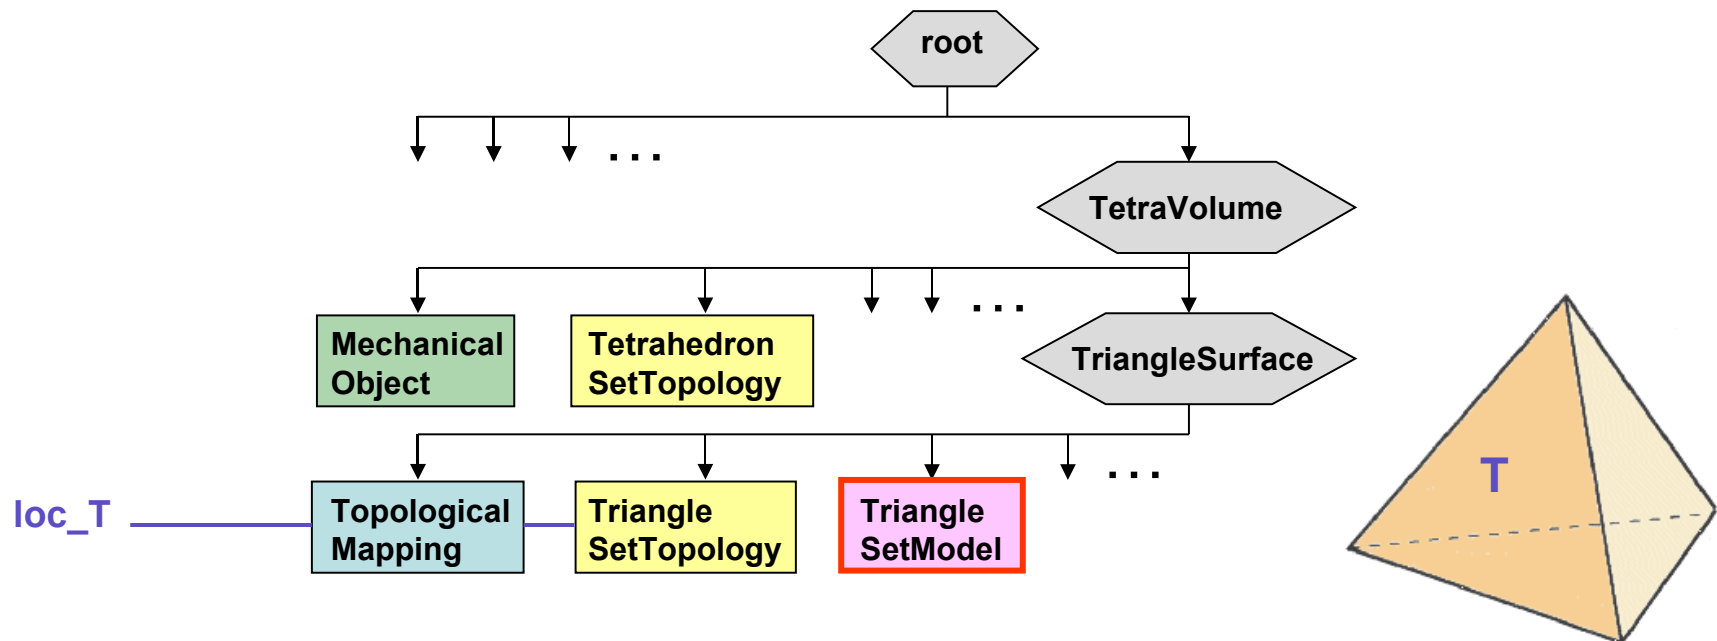 root
...
TetraVolume
...
Mechanical
Object
Tetrahedron
SetTopology
TriangleSurface
...
loc_T
Topological
Mapping
Triangle
SetTopology
Triangle
SetModel
T